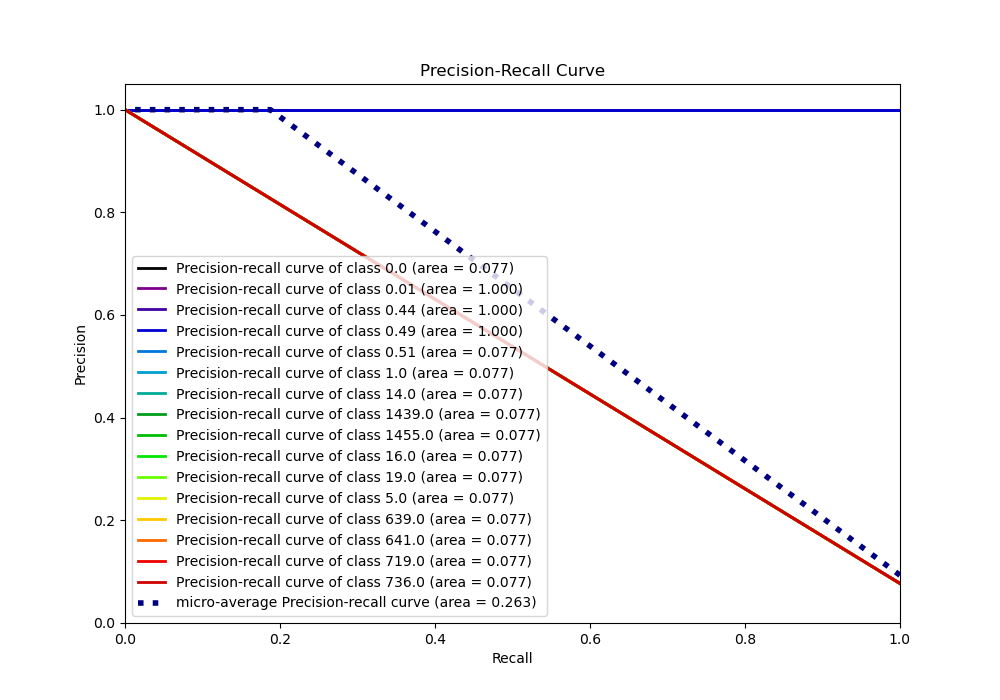 Precision-Recall Curve
1.0
0.8
0.6
0.4
0.2
0.0
Precision
Precision-recall curve of class 0.0 (area = 0.077)
Precision-recall curve of class 0.01 (area = 1.000)
Precision-recall curve of class 0.44 (area = 1.000)
Precision-recall curve of class 0.49 (area = 1.000)
Precision-recall curve of class 0.51 (area = 0.077)
Precision-recall curve of class 1.0 (area = 0.077)
Precision-recall curve of class 14.0 (area = 0.077)
Precision-recall curve of class 1439.0 (area = 0.077)
Precision-recall curve of class 1455.0 (area = 0.077)
Precision-recall curve of class 16.0 (area = 0.077)
Precision-recall curve of class 19.0 (area = 0.077)
Precision-recall curve of class 5.0 (area = 0.077)
Precision-recall curve of class 639.0 (area = 0.077)
Precision-recall curve of class 641.0 (area = 0.077)
Precision-recall curve of class 719.0 (area = 0.077)
Precision-recall curve of class 736.0 (area = 0.077)
micro-average Precision-recall curve (area = 0.263)
0.0 0.2 0.4 0.6 0.8 1.0
Recall